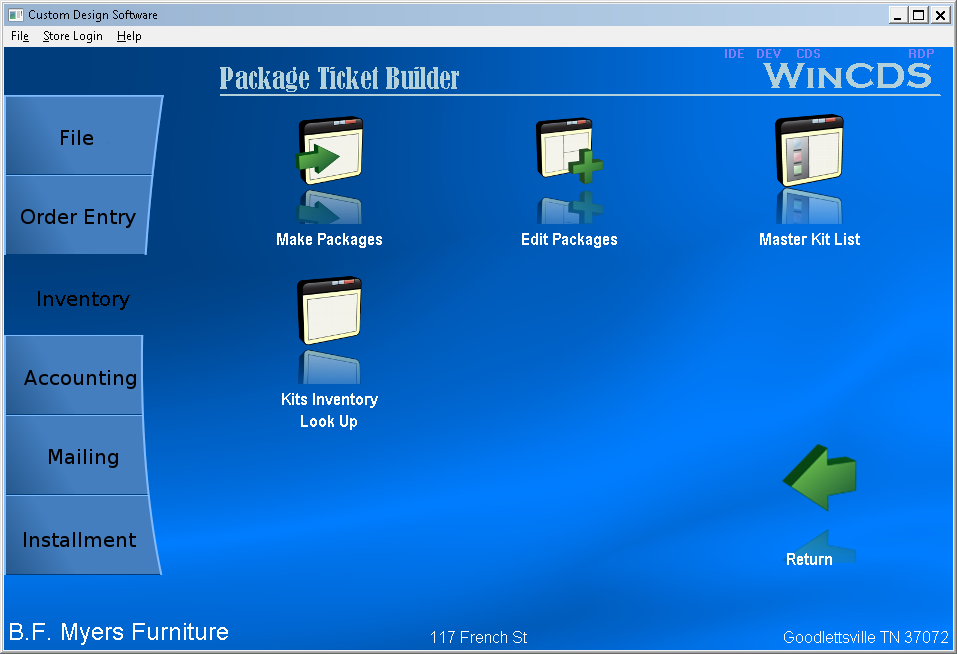 Custom Design Software
File Store Login Help
IDE DEV CDS RDP
Package Ticket Builder
WinCDS
File
Order Entry
Inventory
Accounting
Mailing
Installment
Make Packages
Edit Packages
Master Kit List
Kits Inventory
Look Up
Return
B.F. Myers Furniture
117 French St
Goodlettsville TN 37072